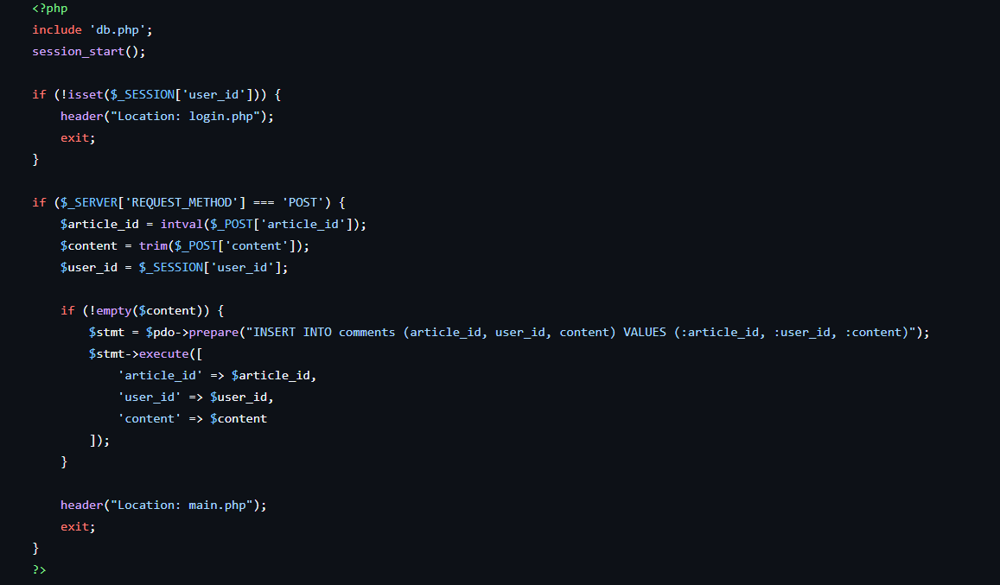 <?php
include 'db.php';
session_start();

if (!isset($_SESSION['user_id'])) {
    header("Location: login.php");
    exit;
}

if ($_SERVER['REQUEST_METHOD'] === 'POST') {
    $article_id = intval($_POST['article_id']);
    $content = trim($_POST['content']);
    $user_id = $_SESSION['user_id'];

    if (!empty($content)) {
        $stmt = $pdo->prepare("INSERT INTO comments (article_id, user_id, content) VALUES (:article_id, :user_id, :content)");
        $stmt->execute([
            'article_id' => $article_id,
            'user_id' => $user_id,
            'content' => $content
        ]);
    }

    header("Location: main.php");
    exit;
}
?>